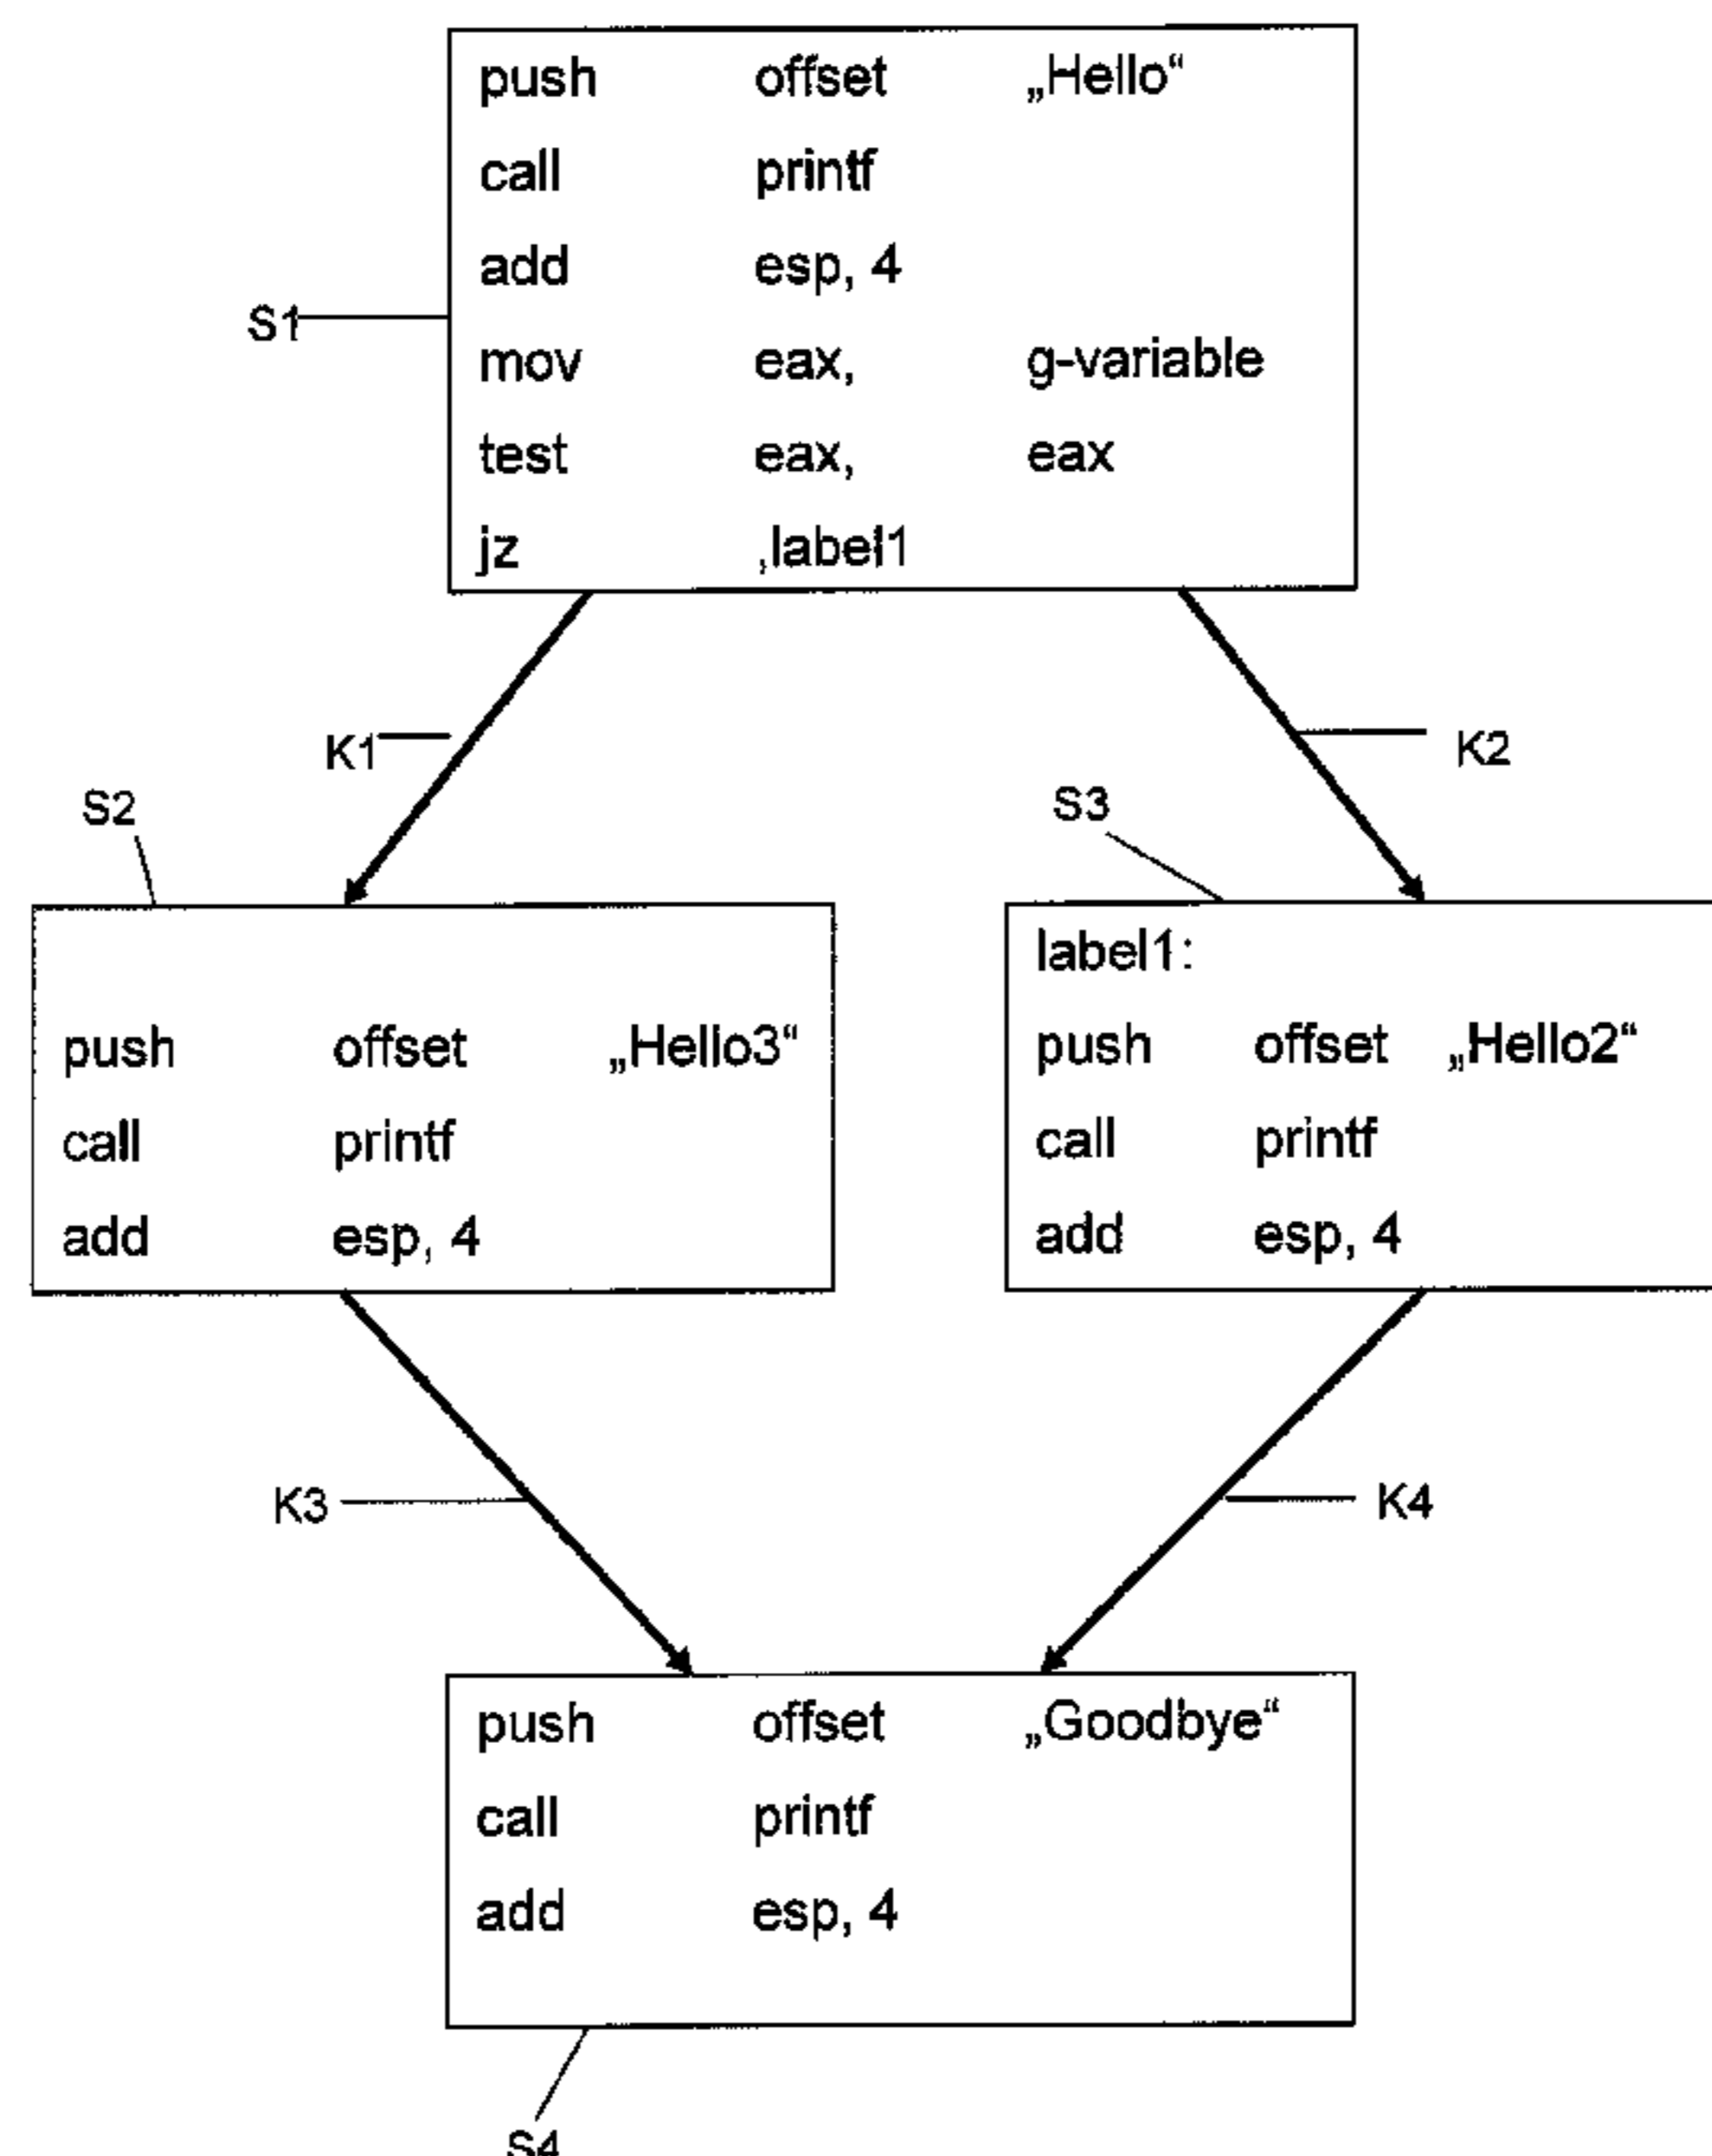 push offset „Hello“
call printf
add esp, 4
S1
mov eax, g-variable
test eax, eax
jz ,label1
K1
K2
S2
S3
push offset „Hello3“
call printf
add esp, 4
label1:
push offset „Hello2“
call printf
add esp, 4
K3
K4
push offset „Goodbye“
call printf
add esp, 4
S4